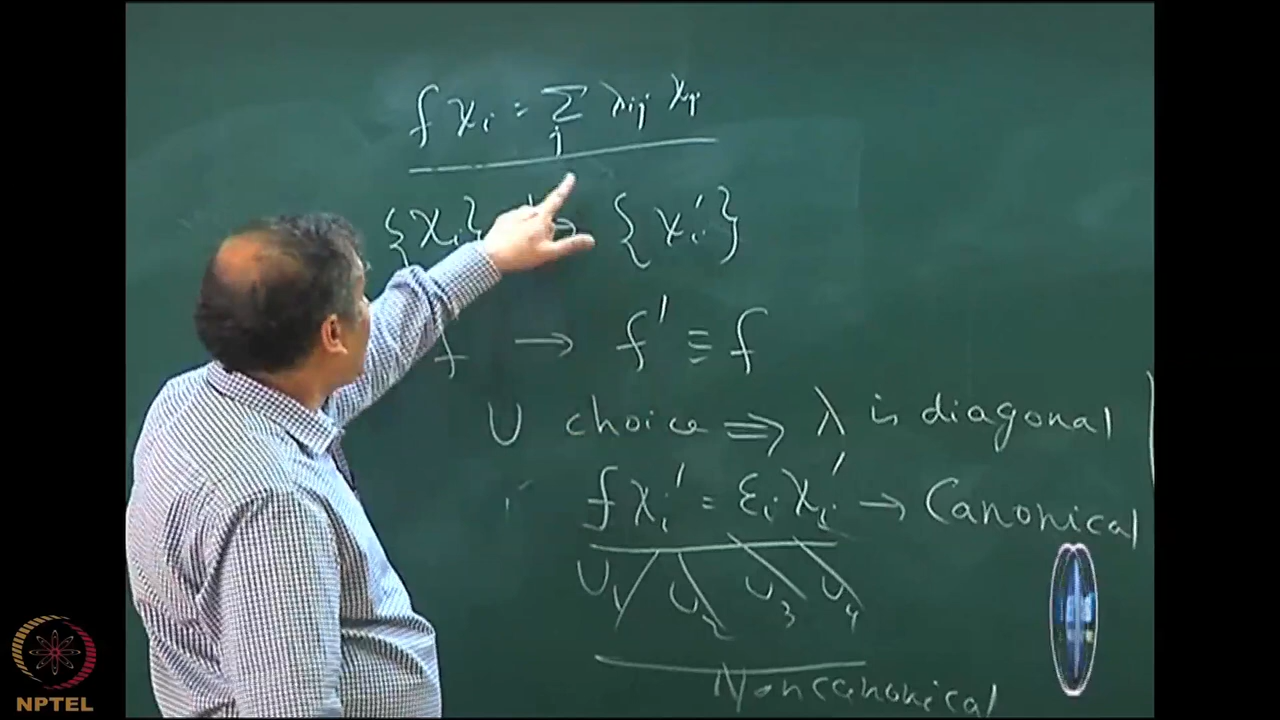 f χi = Σj λij χj
{χi} → {χi'}
f → f' ≡ f
U choice ⇒ λ is diagonal
f χi' = εi χi' → Canonical
U1 U2 U3 U4
Noncanonical
NPTEL